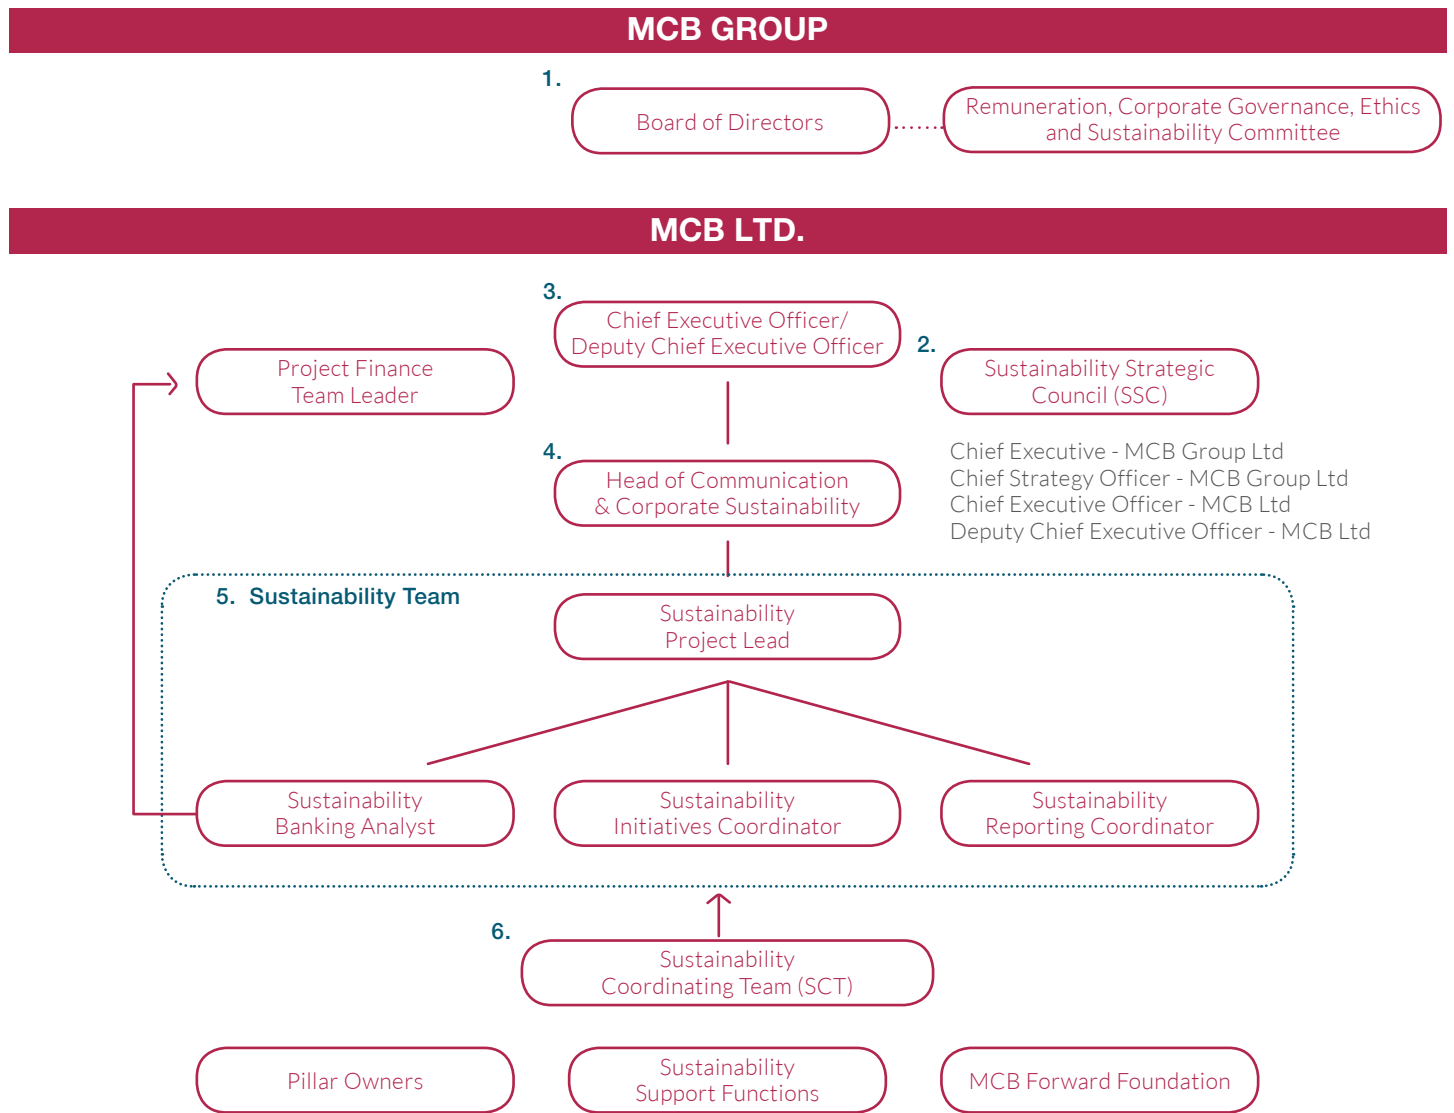 MCB GROUP
1.
Board of Directors
Remuneration, Corporate Governance, Ethics
and Sustainability Committee
MCB LTD.
3.
Chief Executive Officer/
Deputy Chief Executive Officer
2.
Sustainability Strategic
Council (SSC)
Project Finance
Team Leader
Chief Executive - MCB Group Ltd
Chief Strategy Officer - MCB Group Ltd
Chief Executive Officer - MCB Ltd
Deputy Chief Executive Officer - MCB Ltd
4.
Head of Communication
& Corporate Sustainability
5. Sustainability Team
Sustainability
Project Lead
Sustainability
Banking Analyst
Sustainability
Initiatives Coordinator
Sustainability
Reporting Coordinator
6.
Sustainability
Coordinating Team (SCT)
Pillar Owners
Sustainability
Support Functions
MCB Forward Foundation